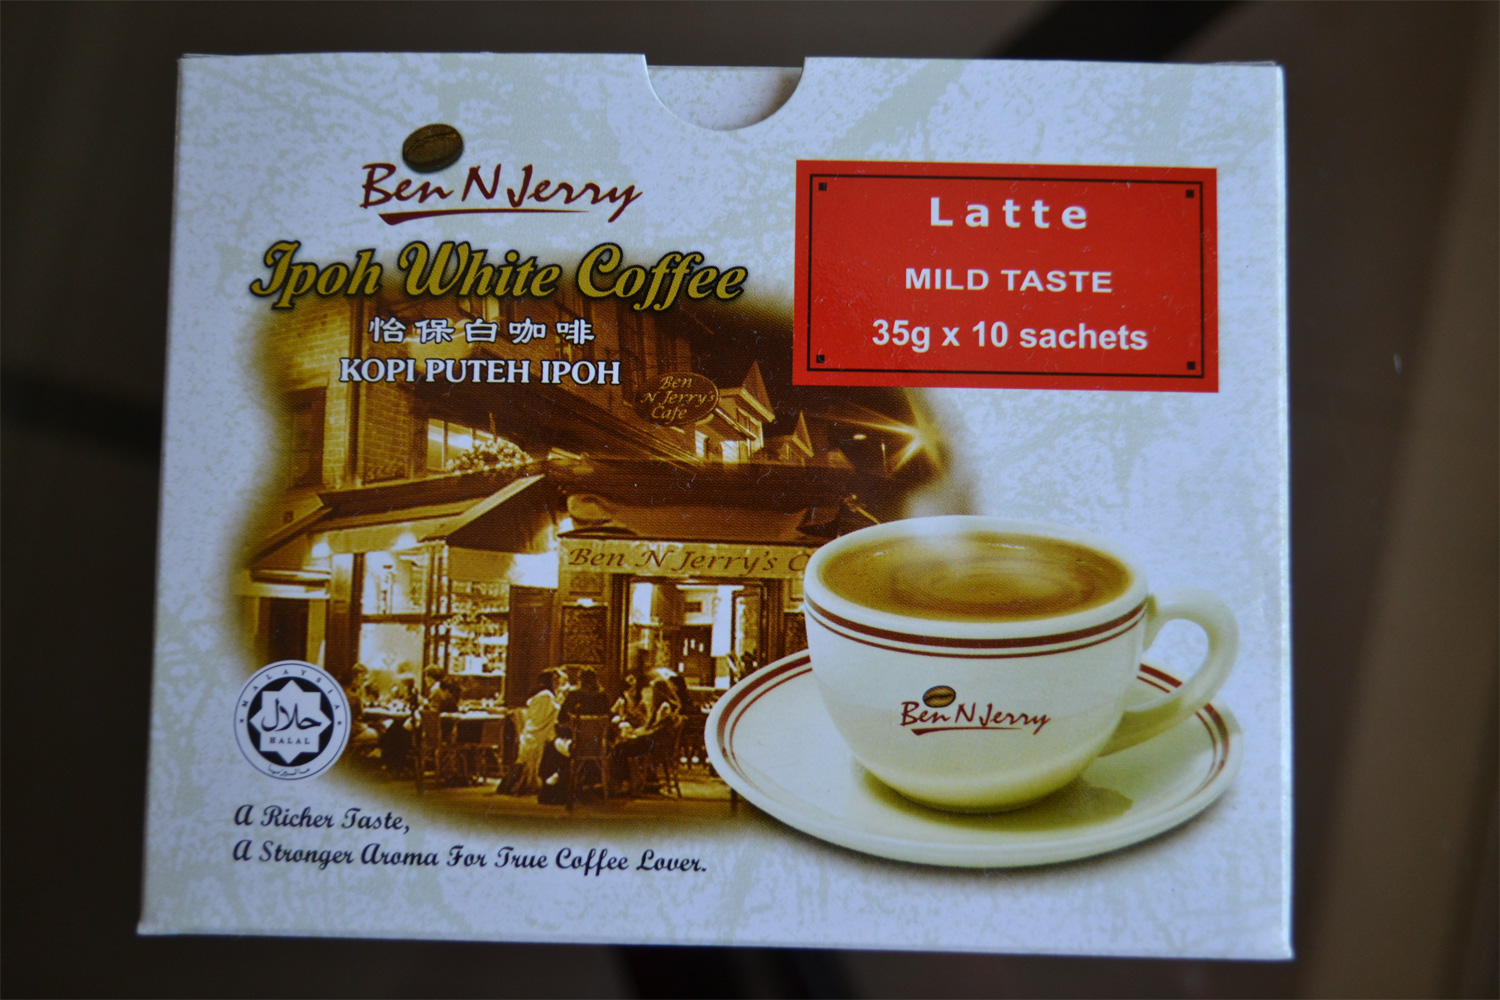 Ben N Jerry
Ipoh White Coffee
怡保白咖啡
KOPI PUTEH IPOH
Latte
MILD TASTE
35g x 10 sachets
Ben
N Jerry's
Cafe
Ben N Jerry's C
Ben N Jerry
MALAYSIA
حلال
HALAL
ماليزيا
A Richer Taste,
A Stronger Aroma For True Coffee Lover.